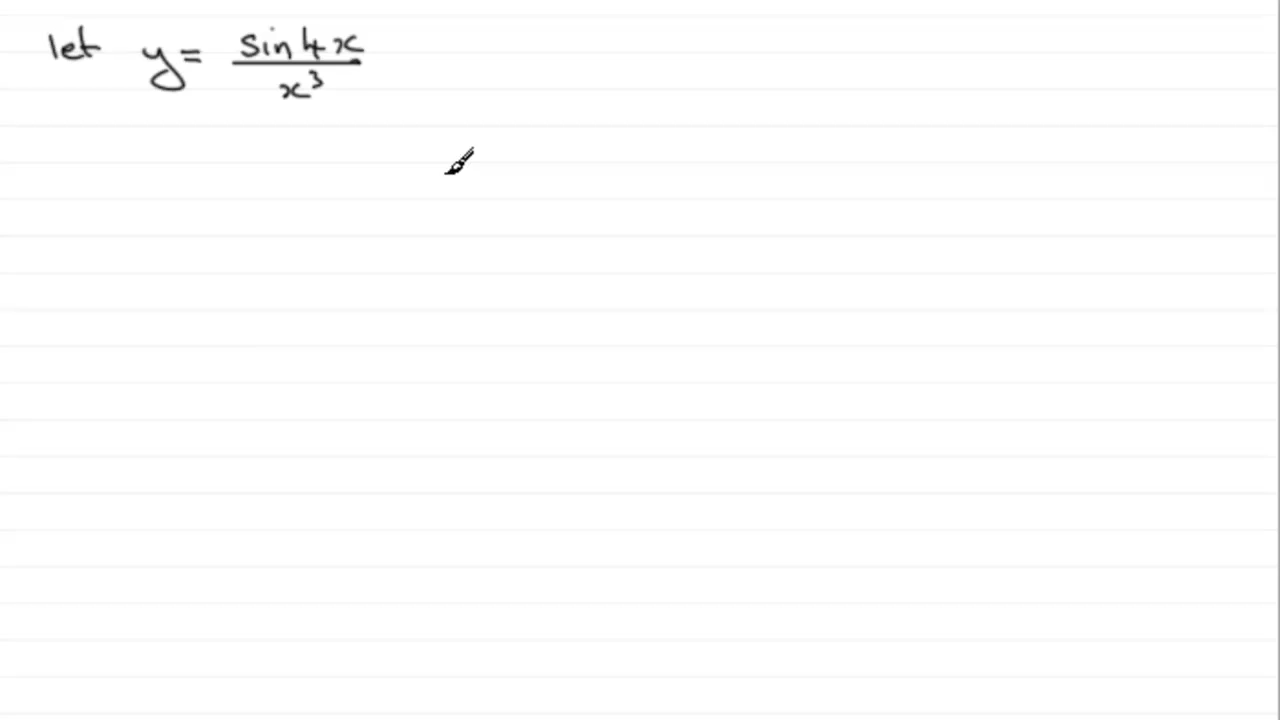 let y = sin 4x / x³